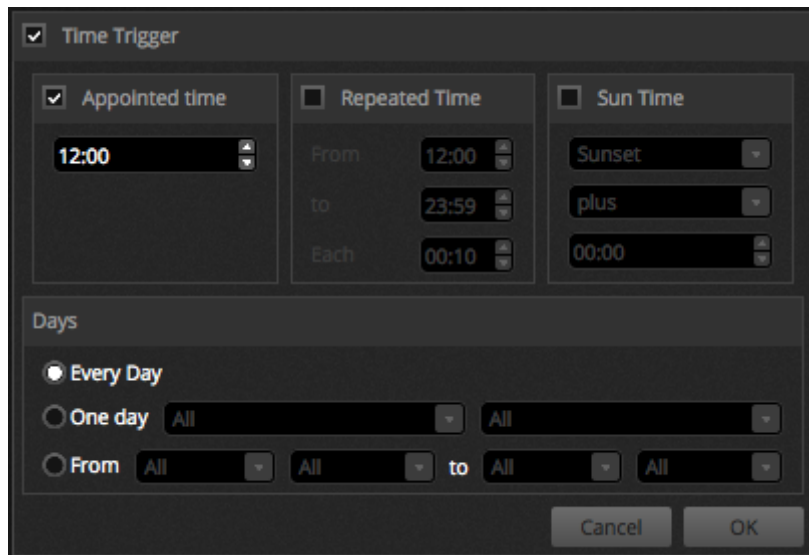 Time Trigger
Appointed time
12:00
Repeated Time
From 12:00
to 23:59
Each 00:10
Sun Time
Sunset
plus
00:00
Days
Every Day
One day All All
From All All to All All
Cancel OK